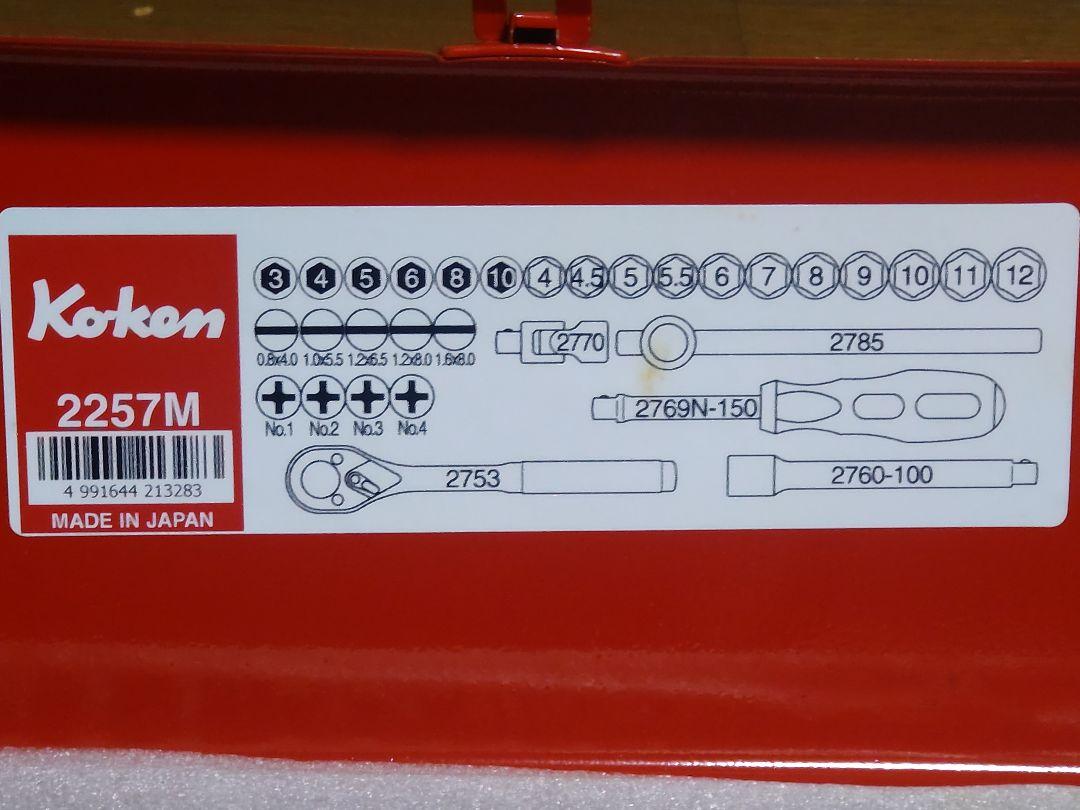 Ko-ken
2257M
4 991644 213283
MADE IN JAPAN
3 4 5 6 8 10 4 4.5 5 5.5 6 7 8 9 10 11 12
0.8x4.0 1.0x5.5 1.2x6.5 1.2x8.0 1.6x8.0
2770
2785
No.1 No.2 No.3 No.4
2769N-150
2753
2760-100